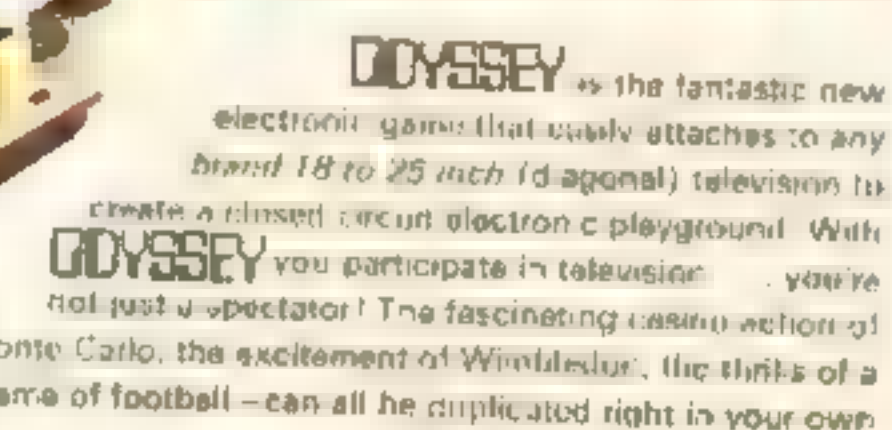 ODYSSEY is the fantastic new
electronic game that easily attaches to any
brand 18 to 25 inch (diagonal) television to
create a closed circuit electronic playground. With
ODYSSEY you participate in television . . . you're
not just a spectator! The fascinating casino action of
onte Carlo, the excitement of Wimbledon, the thrills of a
ame of football – can all be duplicated right in your own